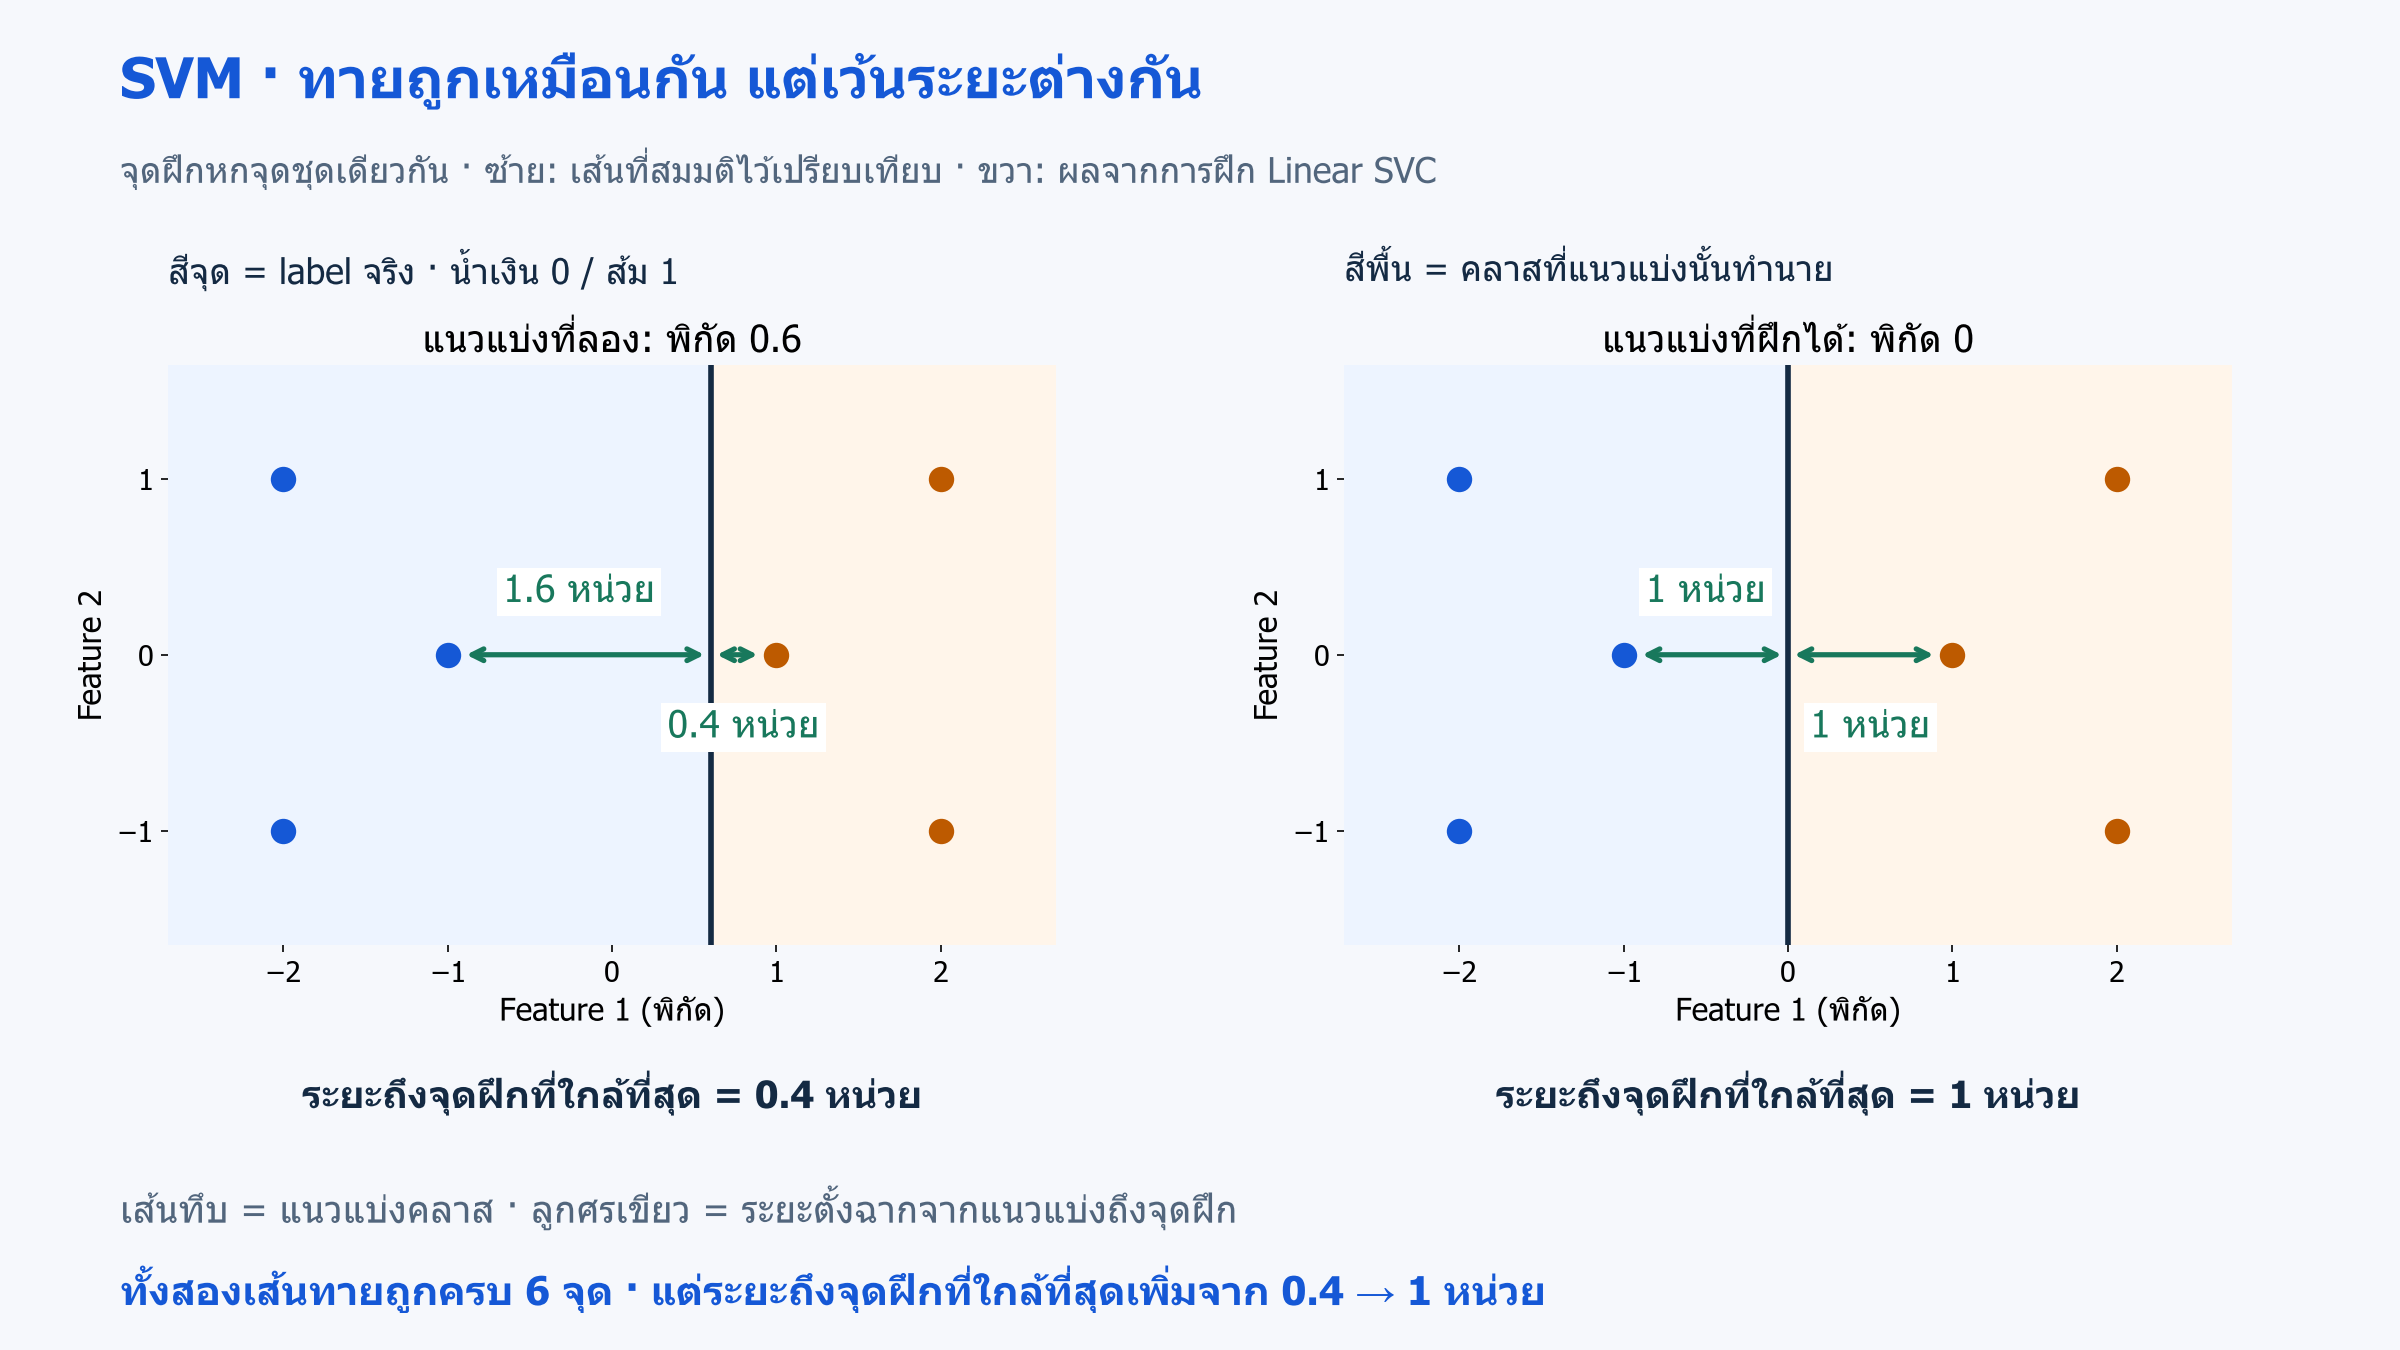 SVM · ทายถูกเหมือนกัน แต่เว้นระยะต่างกัน
จุดฝึกหกจุดชุดเดียวกัน · ซ้าย: เส้นที่สมมติไว้เปรียบเทียบ · ขวา: ผลจากการฝึก Linear SVC
สีจุด = label จริง · น้ำเงิน 0 / ส้ม 1
แนวแบ่งที่ลอง: พิกัด 0.6
1
0
−1
Feature 2
1.6 หน่วย
0.4 หน่วย
−2 −1 0 1 2
Feature 1 (พิกัด)
ระยะถึงจุดฝึกที่ใกล้ที่สุด = 0.4 หน่วย
สีพื้น = คลาสที่แนวแบ่งนั้นทำนาย
แนวแบ่งที่ฝึกได้: พิกัด 0
1
0
−1
Feature 2
1 หน่วย
1 หน่วย
−2 −1 0 1 2
Feature 1 (พิกัด)
ระยะถึงจุดฝึกที่ใกล้ที่สุด = 1 หน่วย
เส้นทึบ = แนวแบ่งคลาส · ลูกศรเขียว = ระยะตั้งฉากจากแนวแบ่งถึงจุดฝึก
ทั้งสองเส้นทายถูกครบ 6 จุด · แต่ระยะถึงจุดฝึกที่ใกล้ที่สุดเพิ่มจาก 0.4 → 1 หน่วย